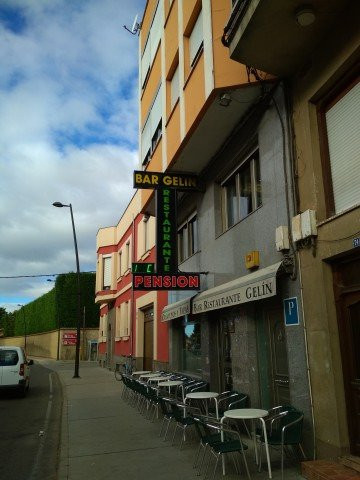 BAR GELIN
RESTAURANTE
PENSION
BAR RESTAURANTE GELÍN
P